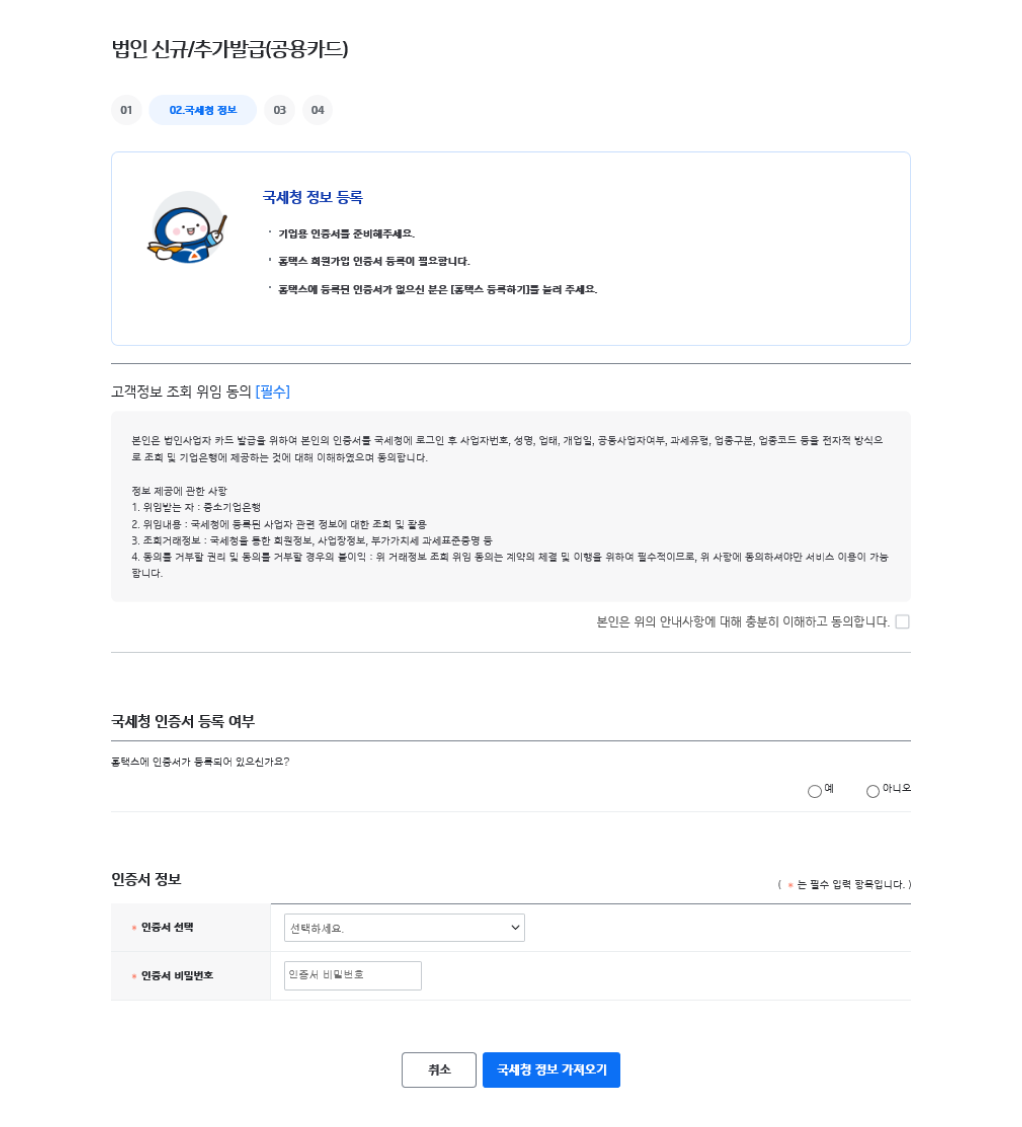 법인 신규/추가발급(공용카드)
01 02.국세청 정보 03 04
국세청 정보 등록
· 기업용 인증서를 준비해주세요.
· 홈택스 회원가입 인증서 등록이 필요합니다.
· 홈택스에 등록된 인증서가 없으신 분은 [홈택스 등록하기]를 눌러 주세요.
고객정보 조회 위임 동의 [필수]
본인은 법인사업자 카드 발급을 위하여 본인의 인증서를 국세청에 로그인 후 사업자번호, 성명, 업태, 개업일, 공동사업자여부, 과세유형, 업종구분, 업종코드 등을 전자적 방식으
로 조회 및 기업은행에 제공하는 것에 대해 이해하였으며 동의합니다.
정보 제공에 관한 사항
1. 위임받는 자 : 중소기업은행
2. 위임내용 : 국세청에 등록된 사업자 관련 정보에 대한 조회 및 활용
3. 조회거래정보 : 국세청을 통한 회원정보, 사업장정보, 부가가치세 과세표준증명 등
4. 동의를 거부할 권리 및 동의를 거부할 경우의 불이익 : 위 거래정보 조회 위임 동의는 계약의 체결 및 이행을 위하여 필수적이므로, 위 사항에 동의하셔야만 서비스 이용이 가능
합니다.
본인은 위의 안내사항에 대해 충분히 이해하고 동의합니다.
국세청 인증서 등록 여부
홈택스에 인증서가 등록되어 있으신가요?
예 아니오
인증서 정보
( * 는 필수 입력 항목입니다. )
* 인증서 선택 선택하세요.
* 인증서 비밀번호 인증서 비밀번호
취소 국세청 정보 가져오기